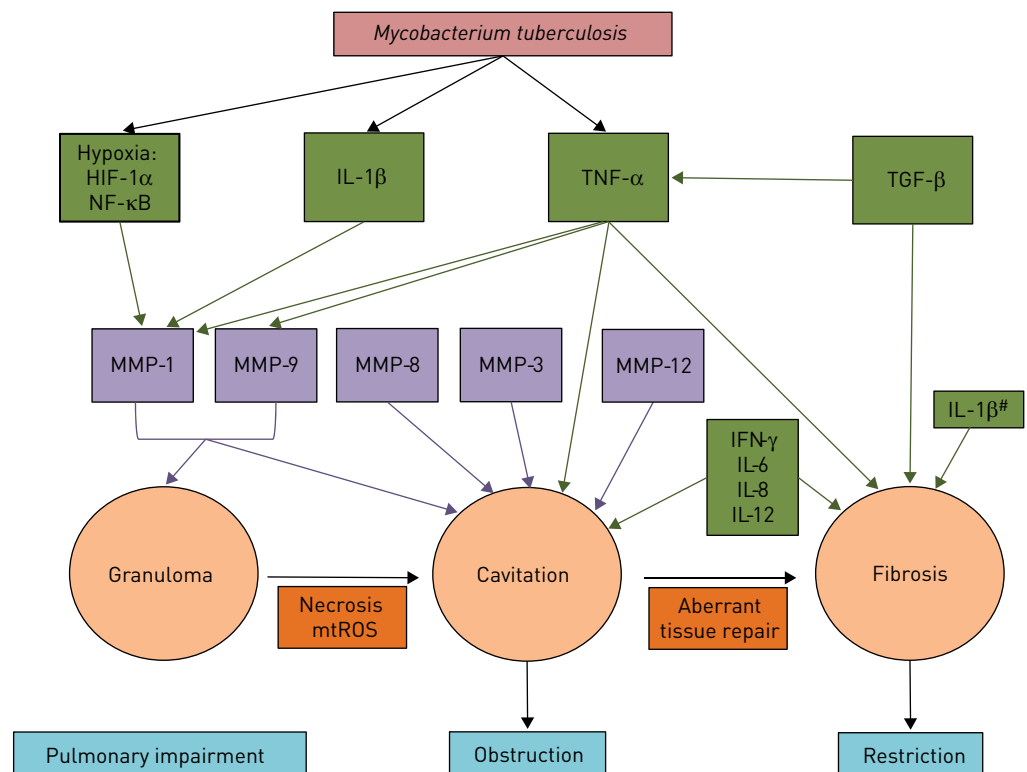 Mycobacterium tuberculosis
Hypoxia:
HIF-1α
NF-κB
IL-1β
TNF-α
TGF-β
MMP-1
MMP-9
MMP-8
MMP-3
MMP-12
IL-1β#
IFN-γ
IL-6
IL-8
IL-12
Granuloma
Cavitation
Fibrosis
Necrosis
mtROS
Aberrant
tissue repair
Pulmonary impairment
Obstruction
Restriction